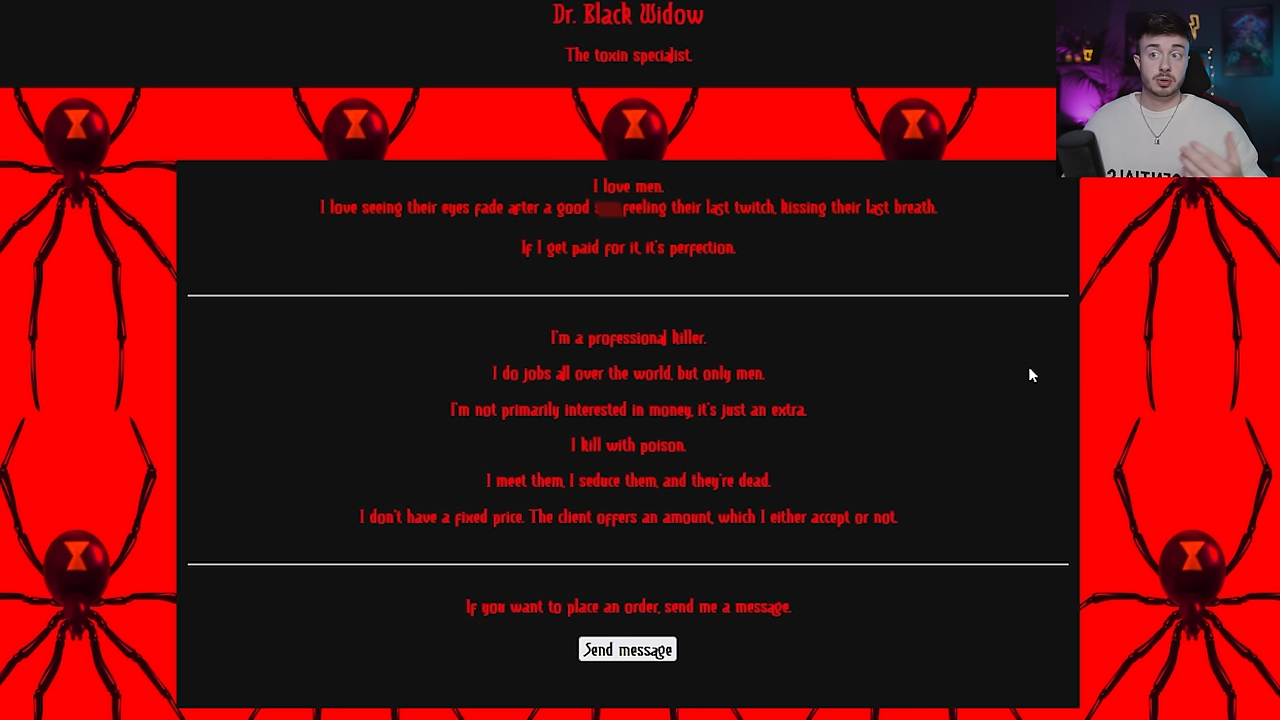 Dr. Black Widow
The toxin specialist.
I love men.
I love seeing their eyes fade after a good feeling their last twitch, kissing their last breath.
If I get paid for it, it's perfection.
I'm a professional killer.
I do jobs all over the world, but only men.
I'm not primarily interested in money, it's just an extra.
I kill with poison.
I meet them, I seduce them, and they're dead.
I don't have a fixed price. The client offers an amount, which I either accept or not.
If you want to place an order, send me a message.
Send message